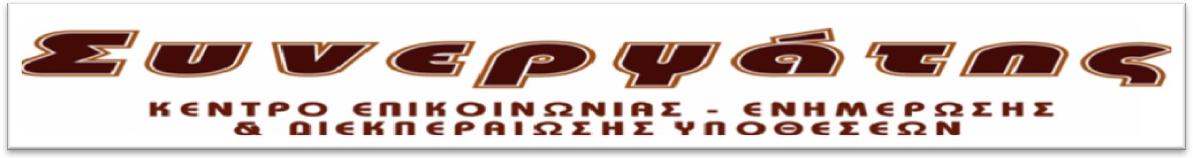 Συνεργάτης
ΚΕΝΤΡΟ ΕΠΙΚΟΙΝΩΝΙΑΣ - ΕΝΗΜΕΡΩΣΗΣ
& ΔΙΕΚΠΕΡΑΙΩΣΗΣ ΥΠΟΘΕΣΕΩΝ